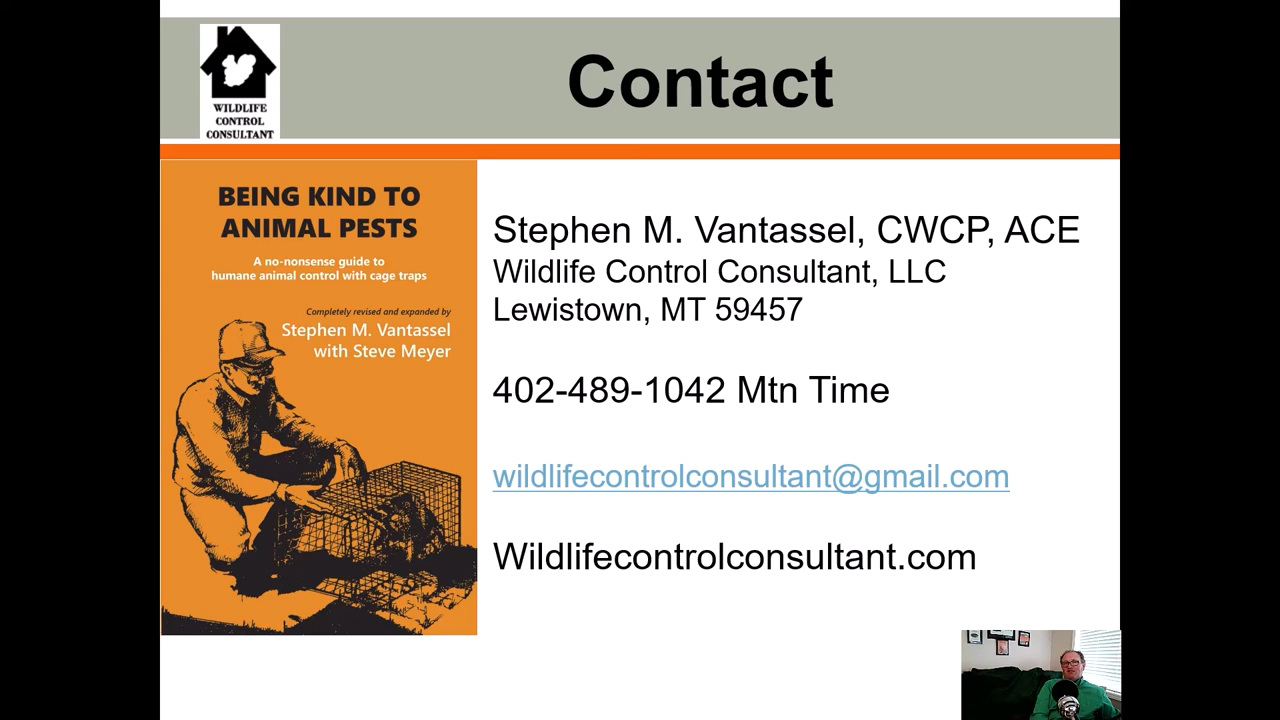 WILDLIFE
CONTROL
CONSULTANT
Contact
BEING KIND TO
ANIMAL PESTS
A no-nonsense guide to
humane animal control with cage traps
Completely revised and expanded by
Stephen M. Vantassel
with Steve Meyer
Stephen M. Vantassel, CWCP, ACE
Wildlife Control Consultant, LLC
Lewistown, MT 59457
402-489-1042 Mtn Time
wildlifecontrolconsultant@gmail.com
Wildlifecontrolconsultant.com